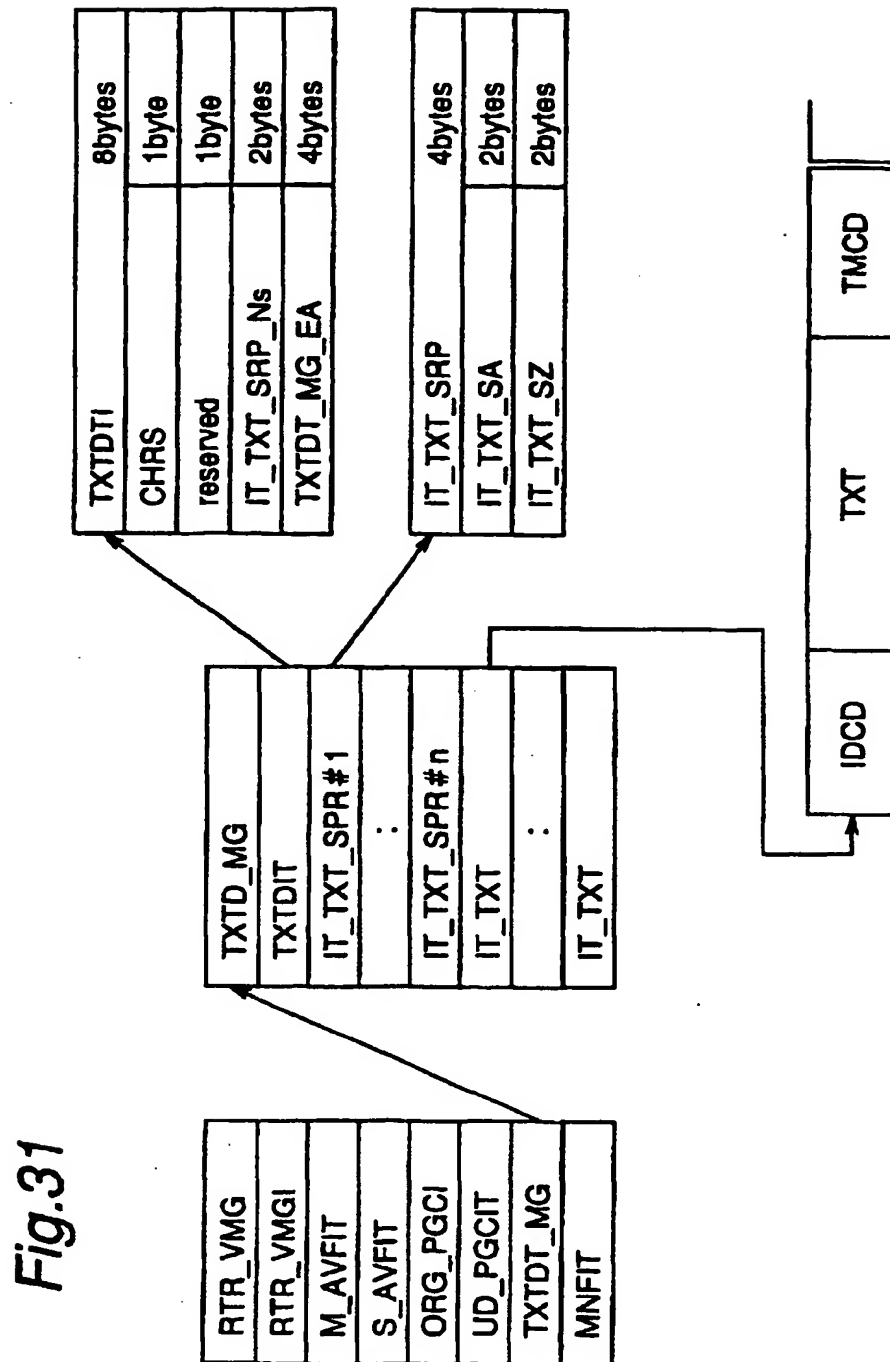 Fig.31
RTR_VMG
RTR_VMGI
M_AVFIT
S_AVFIT
ORG_PGCI
UD_PGCIT
TXTDT_MG
MNFIT
TXTD_MG
TXTDIT
IT_TXT_SPR#1
:
IT_TXT_SPR#n
IT_TXT
:
IT_TXT
TXTDTI 8bytes
CHRS 1byte
reserved 1byte
IT_TXT_SRP_Ns 2bytes
TXTDT_MG_EA 4bytes
IT_TXT_SRP 4bytes
IT_TXT_SA 2bytes
IT_TXT_SZ 2bytes
IDCD TXT TMCD